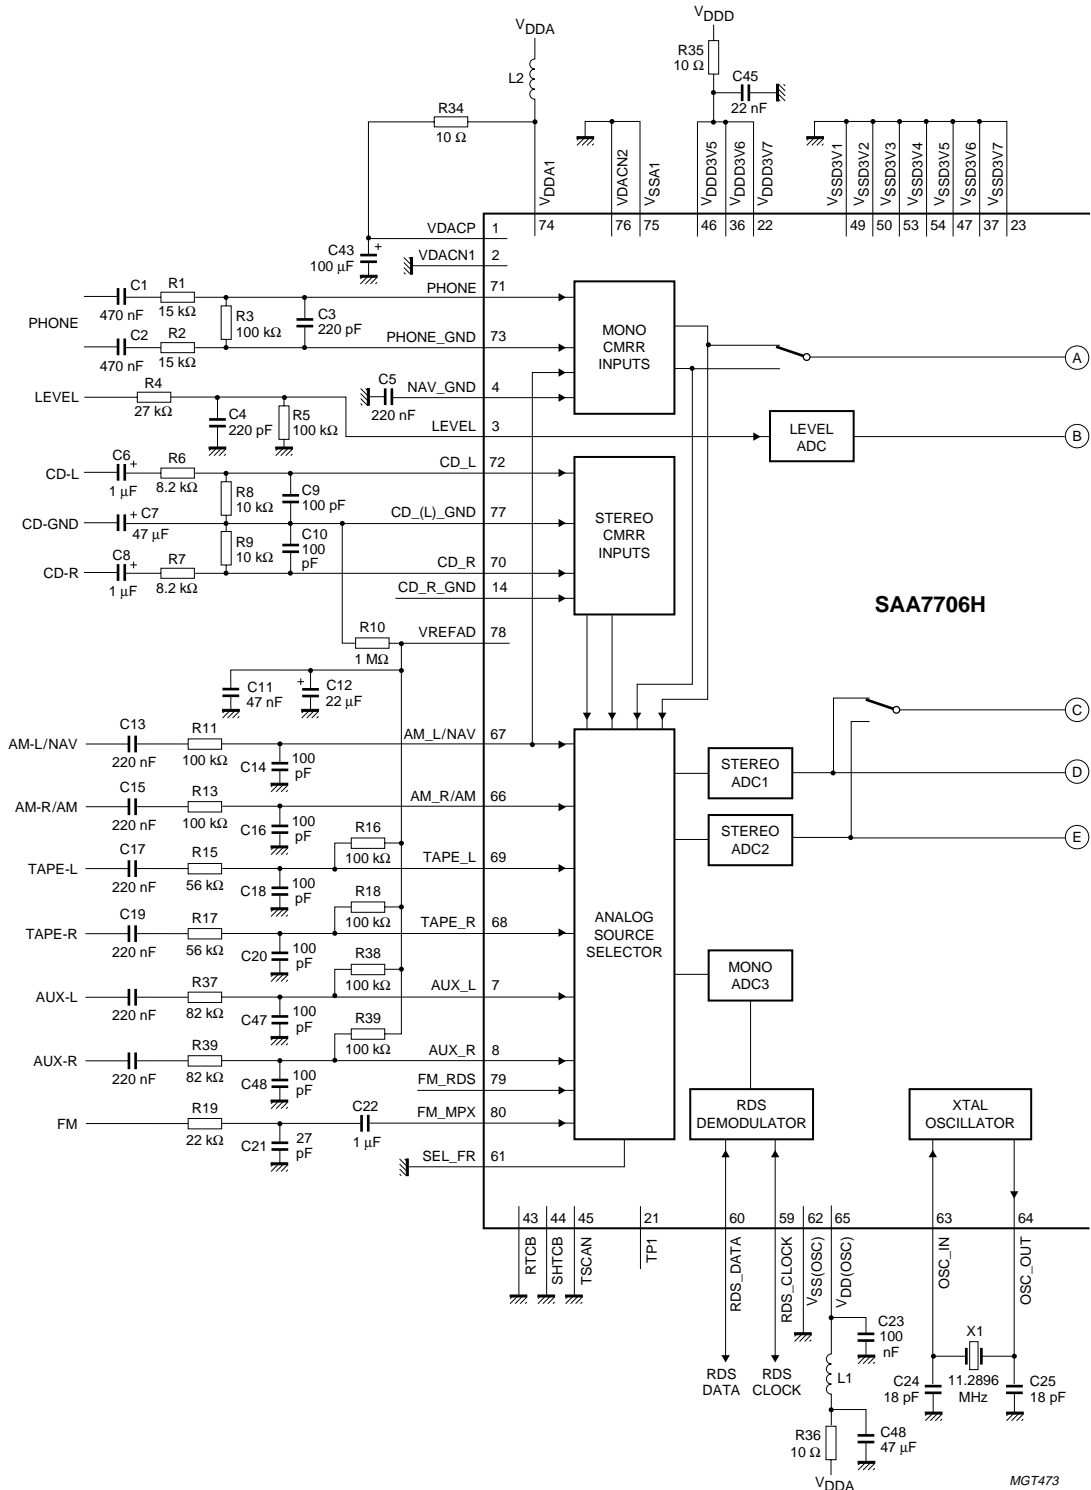 VDDA
VDDD
R35
10 Ω
C45
22 nF
L2
R34
10 Ω
VDDA1
VDACN2
VSSA1
VDDD3V5
VDDD3V6
VDDD3V7
VSSD3V1
VSSD3V2
VSSD3V3
VSSD3V4
VSSD3V5
VSSD3V6
VSSD3V7
74
76
75
46
36
22
49
50
53
54
47
37
23
VDACP 1
C43
100 μF
VDACN1 2
PHONE
C1
470 nF
R1
15 kΩ
R3
100 kΩ
C3
220 pF
PHONE 71
C2
470 nF
R2
15 kΩ
PHONE_GND 73
MONO
CMRR
INPUTS
A
C5
220 nF
NAV_GND 4
LEVEL
R4
27 kΩ
C4
220 pF
R5
100 kΩ
LEVEL 3
LEVEL
ADC
B
CD-L
C6
1 μF
R6
8.2 kΩ
CD_L 72
R8
10 kΩ
C9
100 pF
CD-GND
C7
47 μF
CD_(L)_GND 77
STEREO
CMRR
INPUTS
R9
10 kΩ
C10
100
pF
CD-R
C8
1 μF
R7
8.2 kΩ
CD_R 70
CD_R_GND 14
SAA7706H
R10
1 MΩ
VREFAD 78
C11
47 nF
C12
22 μF
AM-L/NAV
C13
220 nF
R11
100 kΩ
C14
100
pF
AM_L/NAV 67
AM-R/AM
C15
220 nF
R13
100 kΩ
C16
100
pF
AM_R/AM 66
TAPE-L
C17
220 nF
R15
56 kΩ
C18
100
pF
R16
100 kΩ
TAPE_L 69
TAPE-R
C19
220 nF
R17
56 kΩ
C20
100
pF
R18
100 kΩ
TAPE_R 68
AUX-L
220 nF
R37
82 kΩ
C47
100
pF
R38
100 kΩ
AUX_L 7
AUX-R
220 nF
R39
82 kΩ
C48
100
pF
R39
100 kΩ
AUX_R 8
FM_RDS 79
FM
R19
22 kΩ
C21
27
pF
C22
1 μF
FM_MPX 80
SEL_FR 61
ANALOG
SOURCE
SELECTOR
STEREO
ADC1
STEREO
ADC2
C
D
E
MONO
ADC3
RDS
DEMODULATOR
XTAL
OSCILLATOR
43
44
45
21
60
59
62
65
63
64
RTCB
SHTCB
TSCAN
TP1
RDS_DATA
RDS_CLOCK
VSS(OSC)
VDD(OSC)
OSC_IN
OSC_OUT
RDS
DATA
RDS
CLOCK
C23
100
nF
L1
R36
10 Ω
C48
47 μF
VDDA
C24
18 pF
X1
11.2896
MHz
C25
18 pF
MGT473